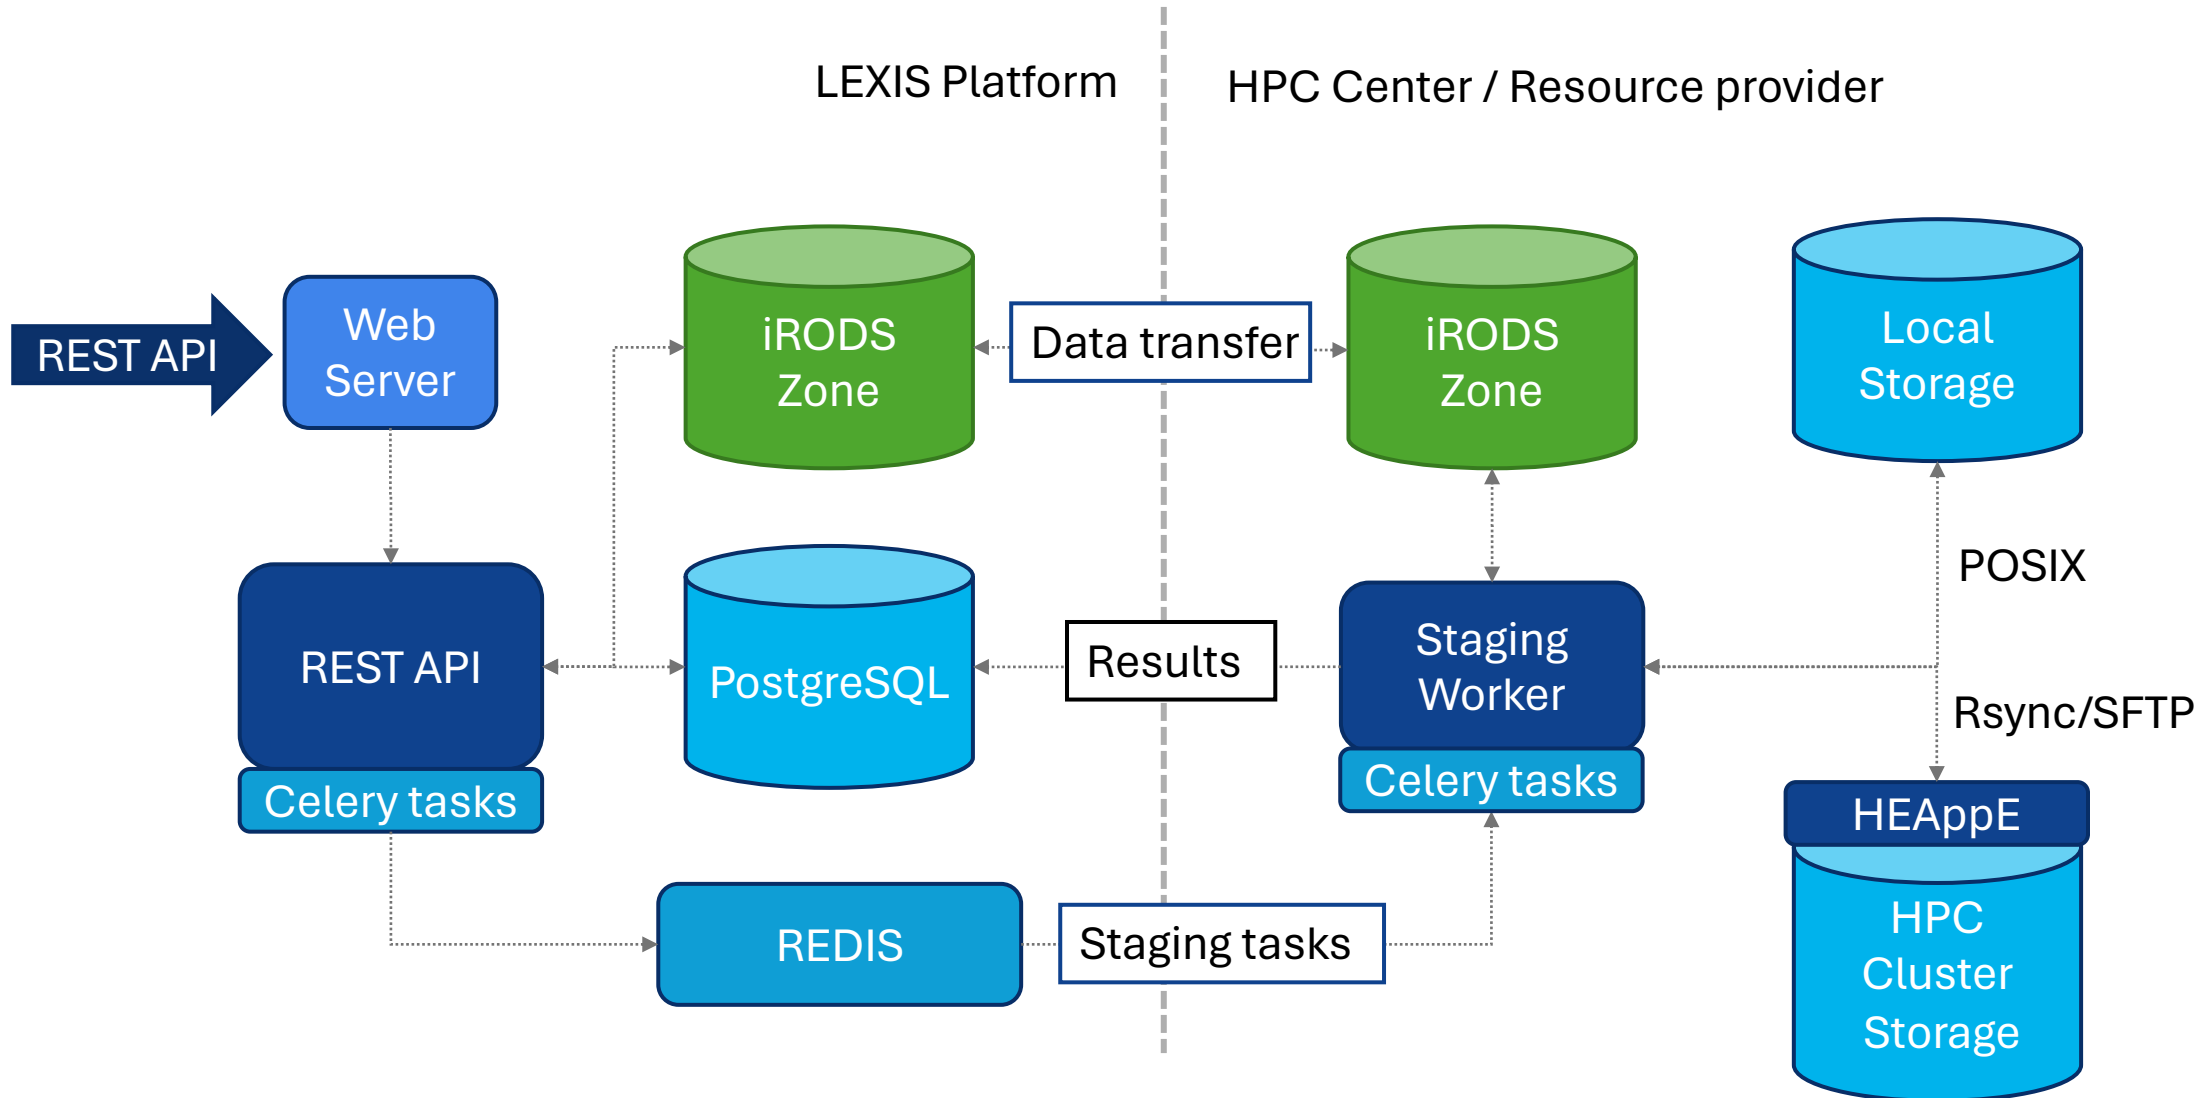 LEXIS Platform
HPC Center / Resource provider
REST API
Web
Server
iRODS
Zone
Data transfer
iRODS
Zone
Local
Storage
POSIX
REST API
Celery tasks
PostgreSQL
Results
Staging
Worker
Celery tasks
Rsync/SFTP
HEAppE
HPC
Cluster
Storage
REDIS
Staging tasks